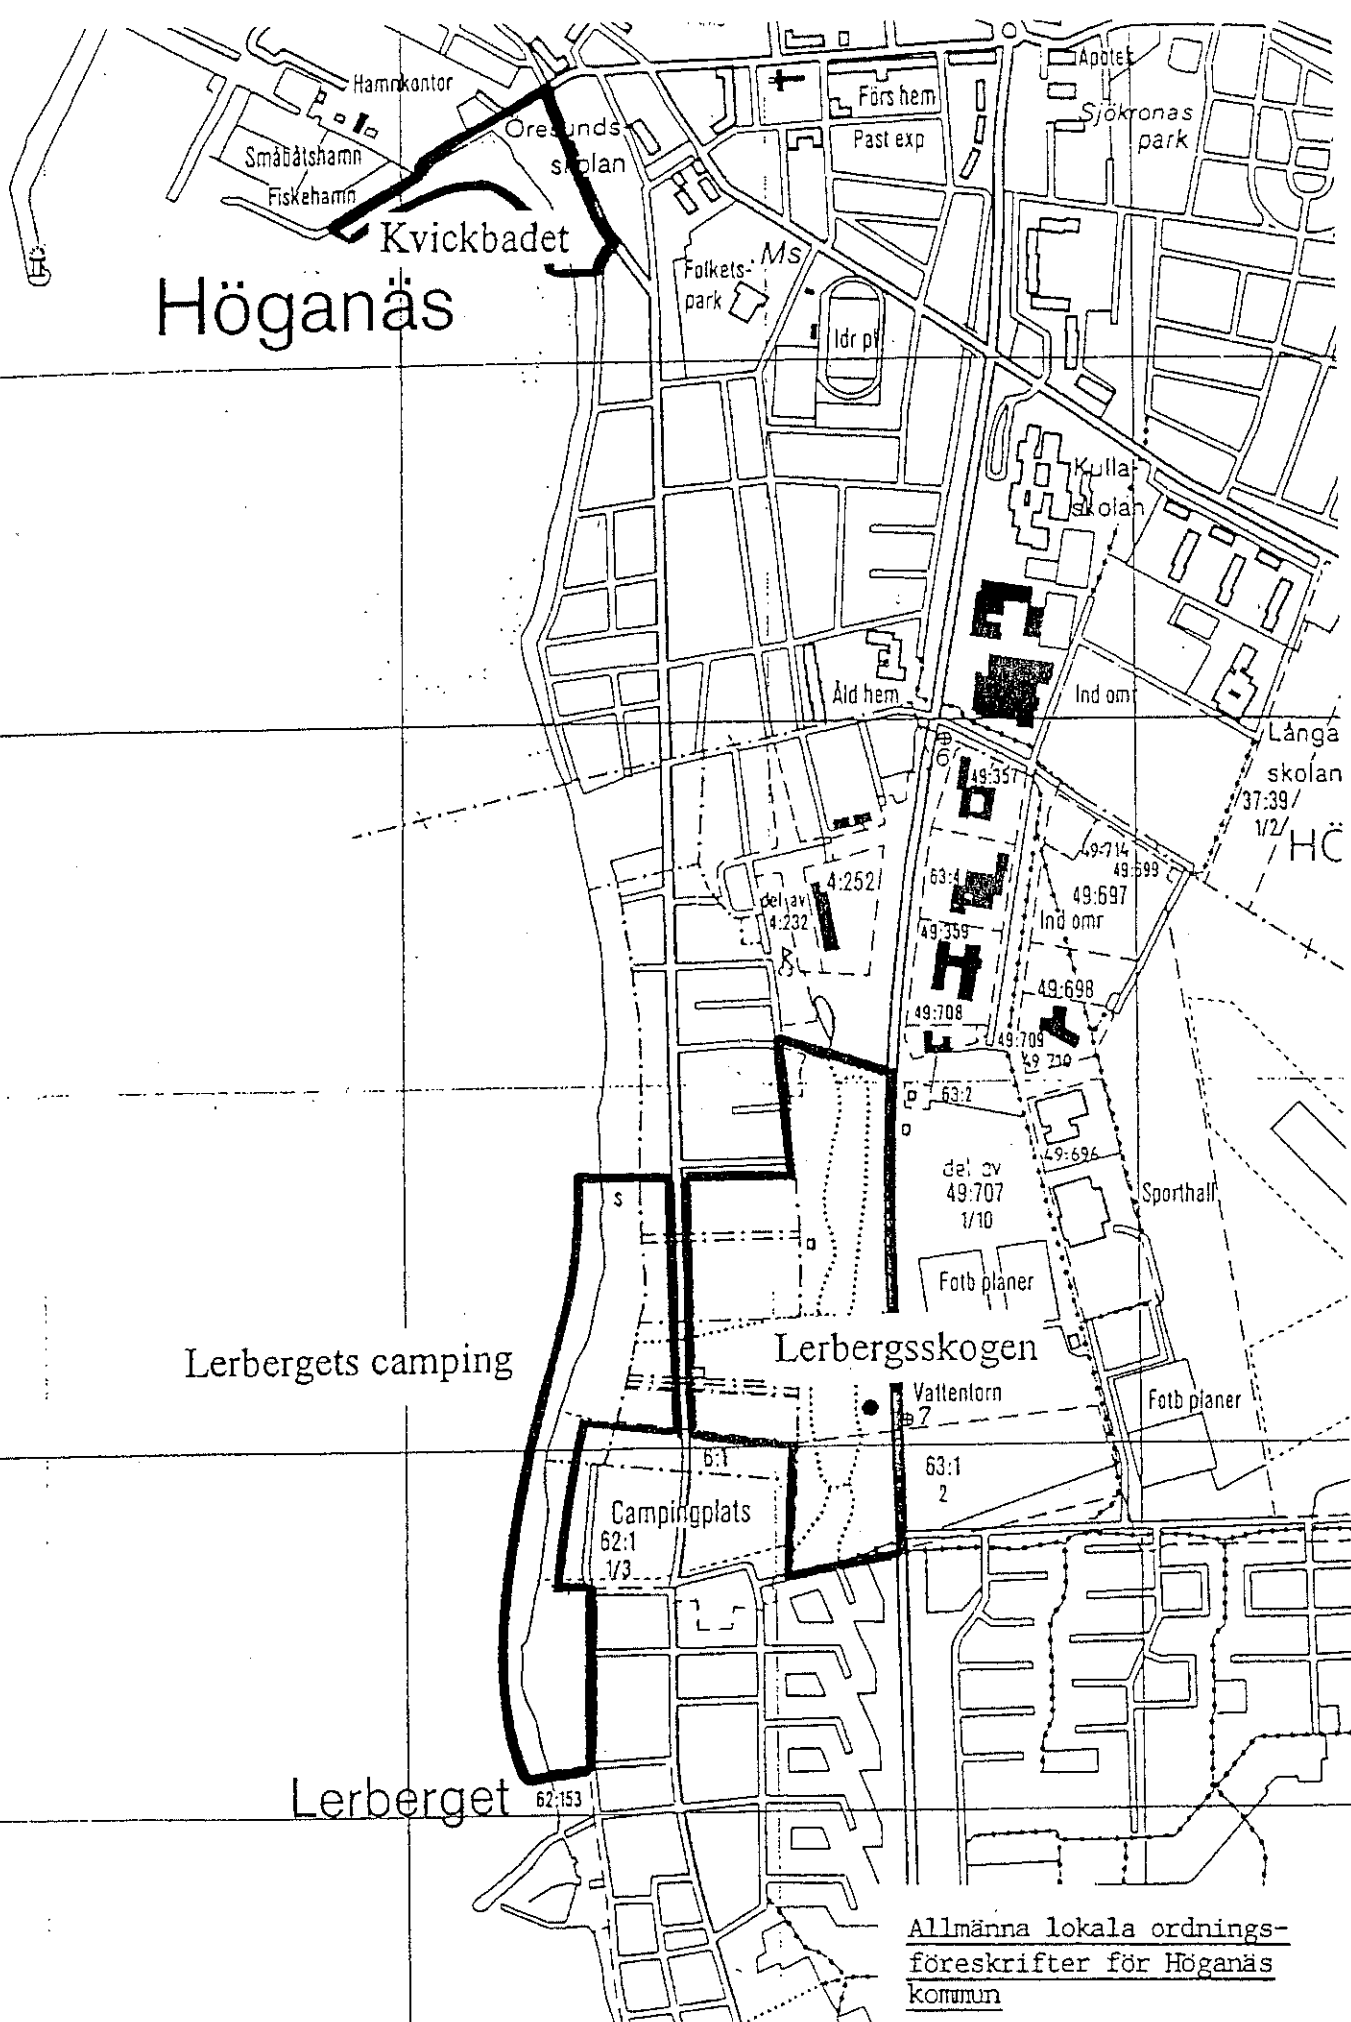 Hamnkontor
Apotek
Förs hem
Sjökronas
park
Öresunds-
skolan
Past exp
Småbåtshamn
Fiskehamn
Kvickbadet
Ms
Folkets-
park
Höganäs
Idr pl
Kulla-
skolan
Åld hem
Ind omr
Långa
skolan
6
49:357
37:39
1/2
HÖ
49:714
49:699
4:252
63:4
49:697
del av
4:232
49:359
Ind omr
49:698
49:708
49:709
49:710
63:2
49:696
del av
49:707
1/10
s
Sporthall
Fotb planer
Lerbergets camping
Lerbergsskogen
Vattentorn
7
Fotb planer
6:1
63:1
2
Campingplats
62:1
1/3
Lerberget
62:153
Allmänna lokala ordnings-
föreskrifter för Höganäs
kommun